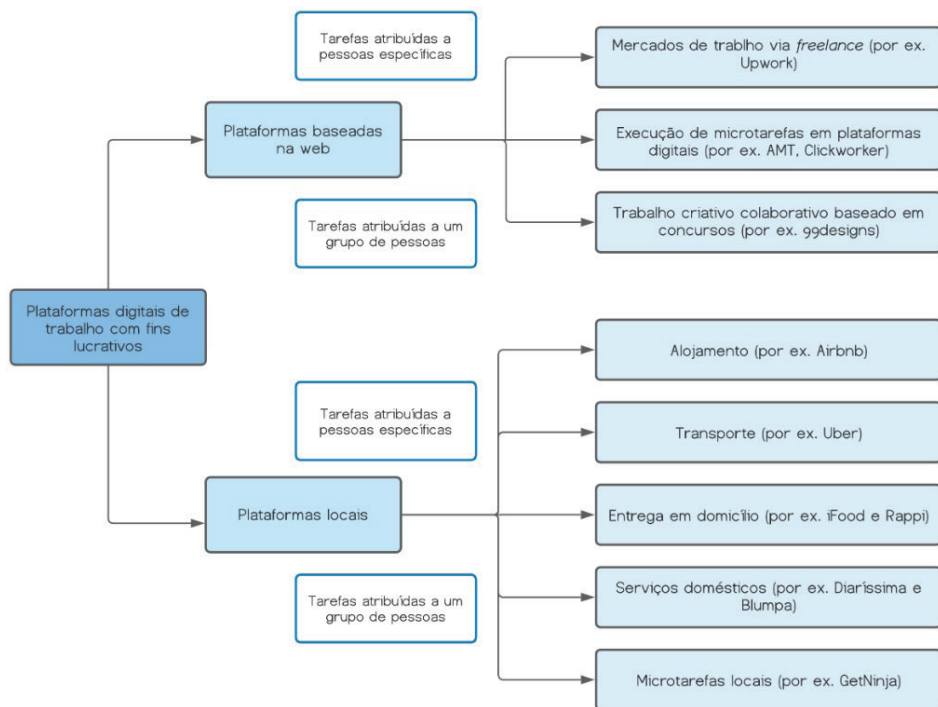 Tarefas atribuídas a
pessoas específicas
Mercados de trablho via freelance (por ex.
Upwork)
Plataformas baseadas
na web
Execução de microtarefas em plataformas
digitais (por ex. AMT, Clickworker)
Tarefas atribuídas a um
grupo de pessoas
Trabalho criativo colaborativo baseado em
concursos (por ex. 99designs)
Plataformas digitais de
trabalho com fins
lucrativos
Alojamento (por ex. Airbnb)
Tarefas atribuídas a
pessoas específicas
Transporte (por ex. Uber)
Plataformas locais
Entrega em domicílio (por ex. iFood e Rappi)
Tarefas atribuídas a um
grupo de pessoas
Serviços domésticos (por ex. Diaríssima e
Blumpa)
Microtarefas locais (por ex. GetNinja)